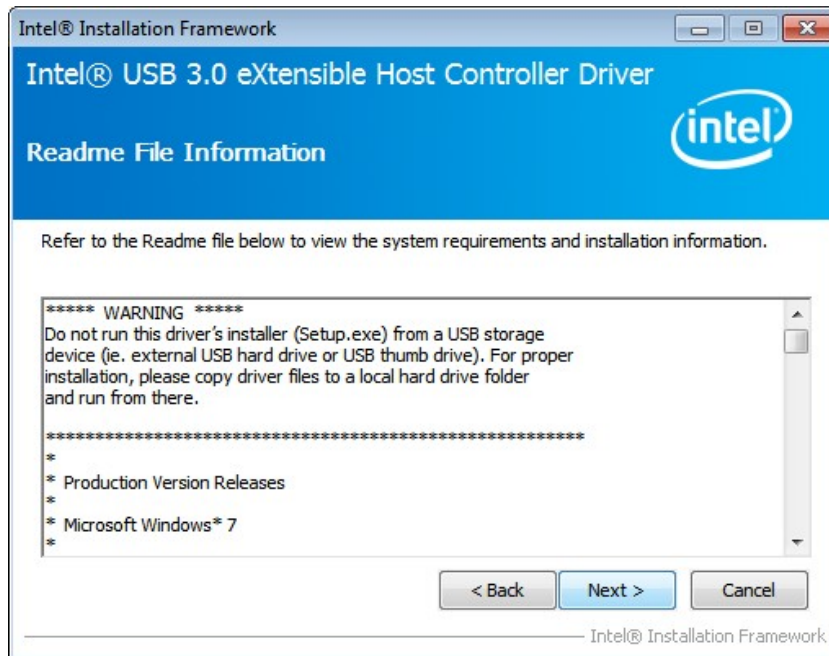 Intel® Installation Framework
Intel® USB 3.0 eXtensible Host Controller Driver
intel®
Readme File Information
Refer to the Readme file below to view the system requirements and installation information.
***** WARNING *****
Do not run this driver's installer (Setup.exe) from a USB storage
device (ie. external USB hard drive or USB thumb drive). For proper
installation, please copy driver files to a local hard drive folder
and run from there.
*******************************************************
*
* Production Version Releases
*
* Microsoft Windows* 7
*
< Back Next > Cancel
Intel® Installation Framework